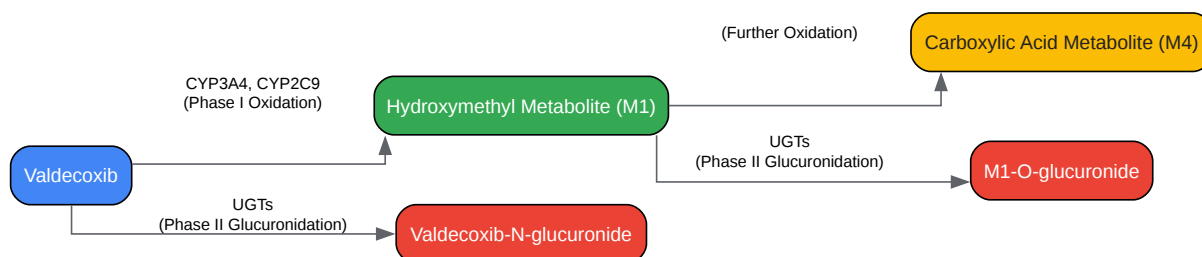 (Further Oxidation)
Carboxylic Acid Metabolite (M4)
CYP3A4, CYP2C9
(Phase I Oxidation)
Hydroxymethyl Metabolite (M1)
UGTs
(Phase II Glucuronidation)
M1-O-glucuronide
Valdecoxib
UGTs
(Phase II Glucuronidation)
Valdecoxib-N-glucuronide